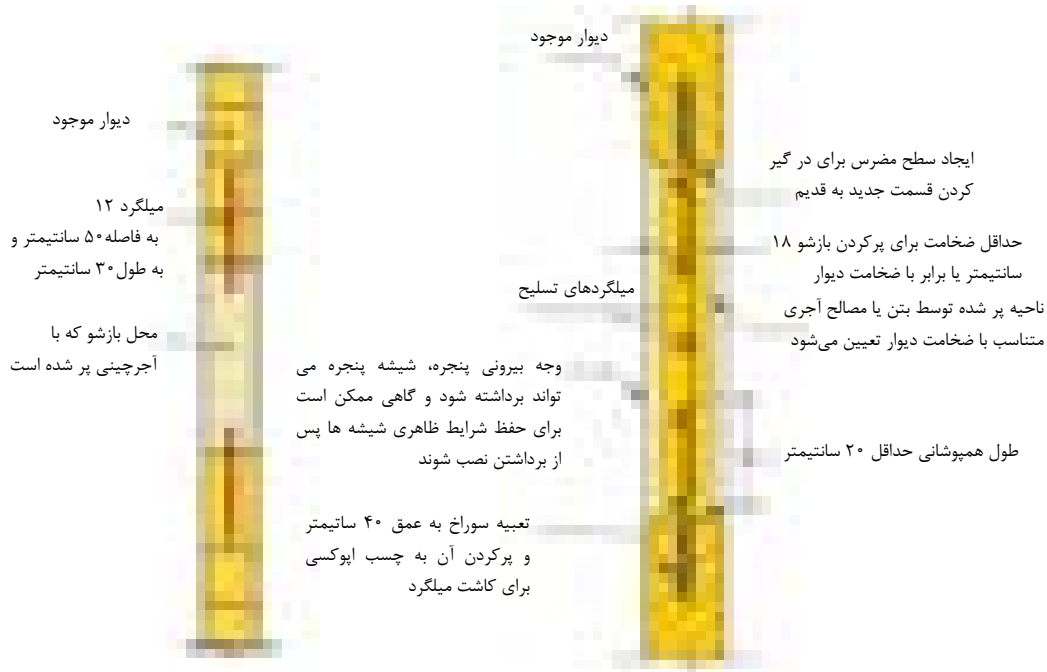 دیوار موجود
ایجاد سطح مضرس برای در گیر
کردن قسمت جدید به قدیم
حداقل ضخامت برای پرکردن بازشو ۱۸
سانتیمتر یا برابر با ضخامت دیوار
ناحیه پر شده توسط بتن یا مصالح آجری
متناسب با ضخامت دیوار تعیین می‌شود
طول همپوشانی حداقل ۲۰ سانتیمتر
میلگردهای تسلیح
وجه بیرونی پنجره، شیشه پنجره می
تواند برداشته شود و گاهی ممکن است
برای حفظ شرایط ظاهری شیشه ها پس
از برداشتن نصب شوند
تعبیه سوراخ به عمق ۴۰ ساتیمتر
و پرکردن آن به چسب اپوکسی
برای کاشت میلگرد
دیوار موجود
میلگرد ۱۲
به فاصله۵۰ سانتیمتر و
به طول۳۰ سانتیمتر
محل بازشو که با
آجرچینی پر شده است